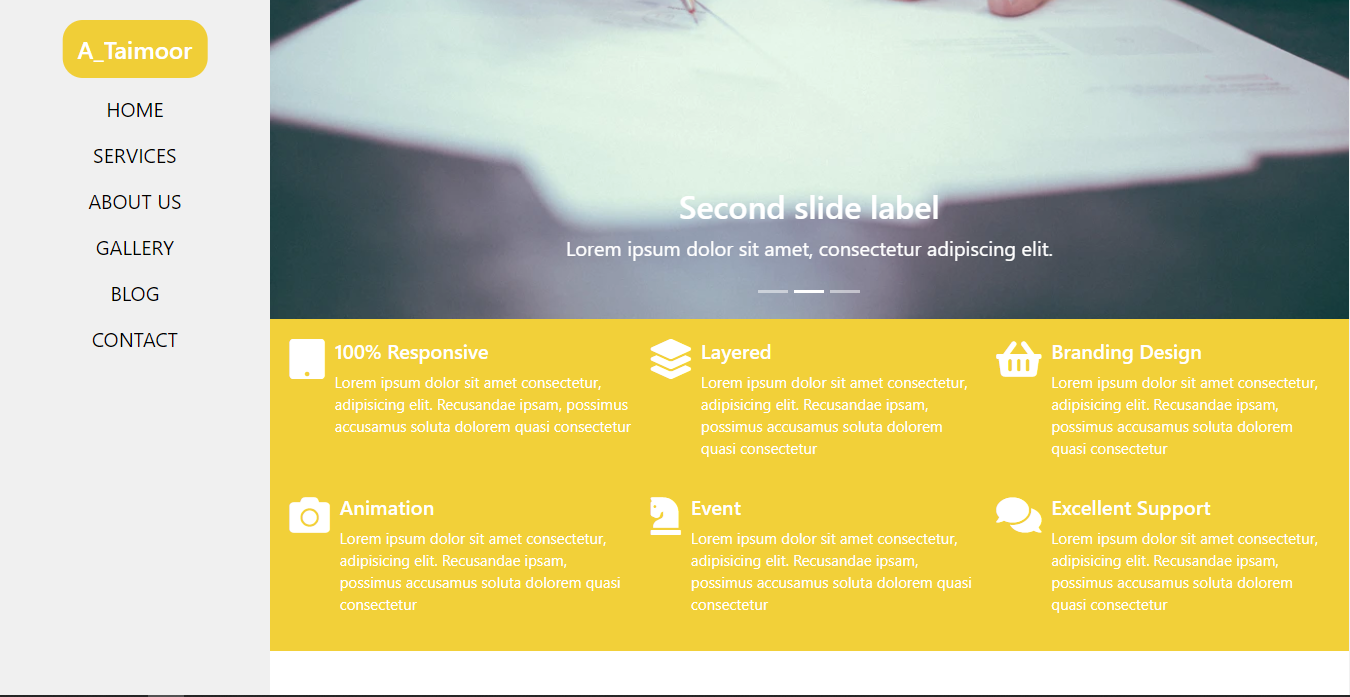 A_Taimoor
HOME
SERVICES
ABOUT US
GALLERY
BLOG
CONTACT
Second slide label
Lorem ipsum dolor sit amet, consectetur adipiscing elit.
100% Responsive
Lorem ipsum dolor sit amet consectetur,
adipisicing elit. Recusandae ipsam, possimus
accusamus soluta dolorem quasi consectetur
Layered
Lorem ipsum dolor sit amet consectetur,
adipisicing elit. Recusandae ipsam,
possimus accusamus soluta dolorem
quasi consectetur
Branding Design
Lorem ipsum dolor sit amet consectetur,
adipisicing elit. Recusandae ipsam,
possimus accusamus soluta dolorem
quasi consectetur
Animation
Lorem ipsum dolor sit amet consectetur,
adipisicing elit. Recusandae ipsam,
possimus accusamus soluta dolorem quasi
consectetur
Event
Lorem ipsum dolor sit amet consectetur,
adipisicing elit. Recusandae ipsam,
possimus accusamus soluta dolorem quasi
consectetur
Excellent Support
Lorem ipsum dolor sit amet consectetur,
adipisicing elit. Recusandae ipsam,
possimus accusamus soluta dolorem
quasi consectetur